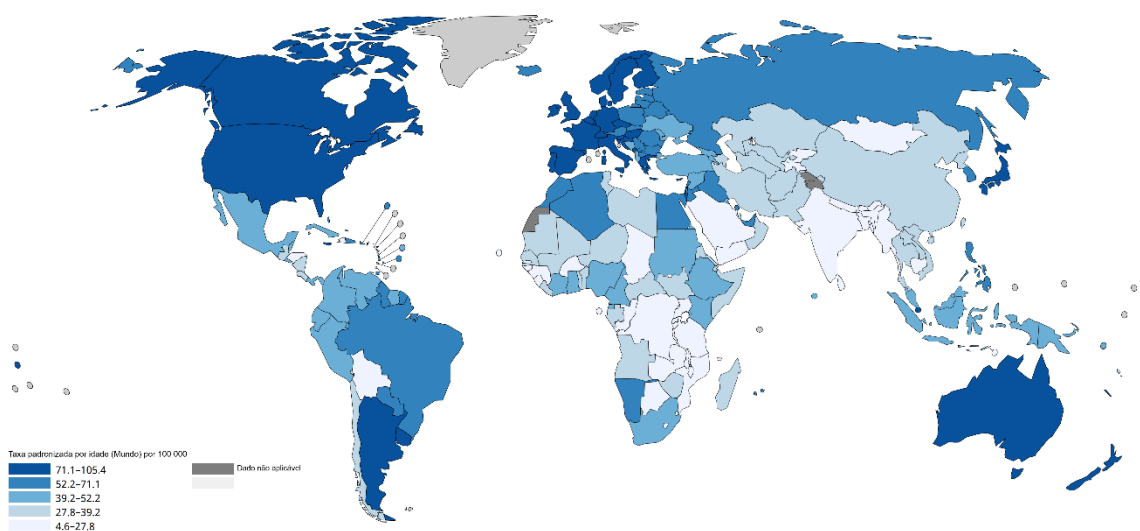 Taxa padronizada por idade (Mundo) por 100 000
71.1–105.4
52.2–71.1
39.2–52.2
27.8–39.2
4.6–27.8
Dado não aplicável